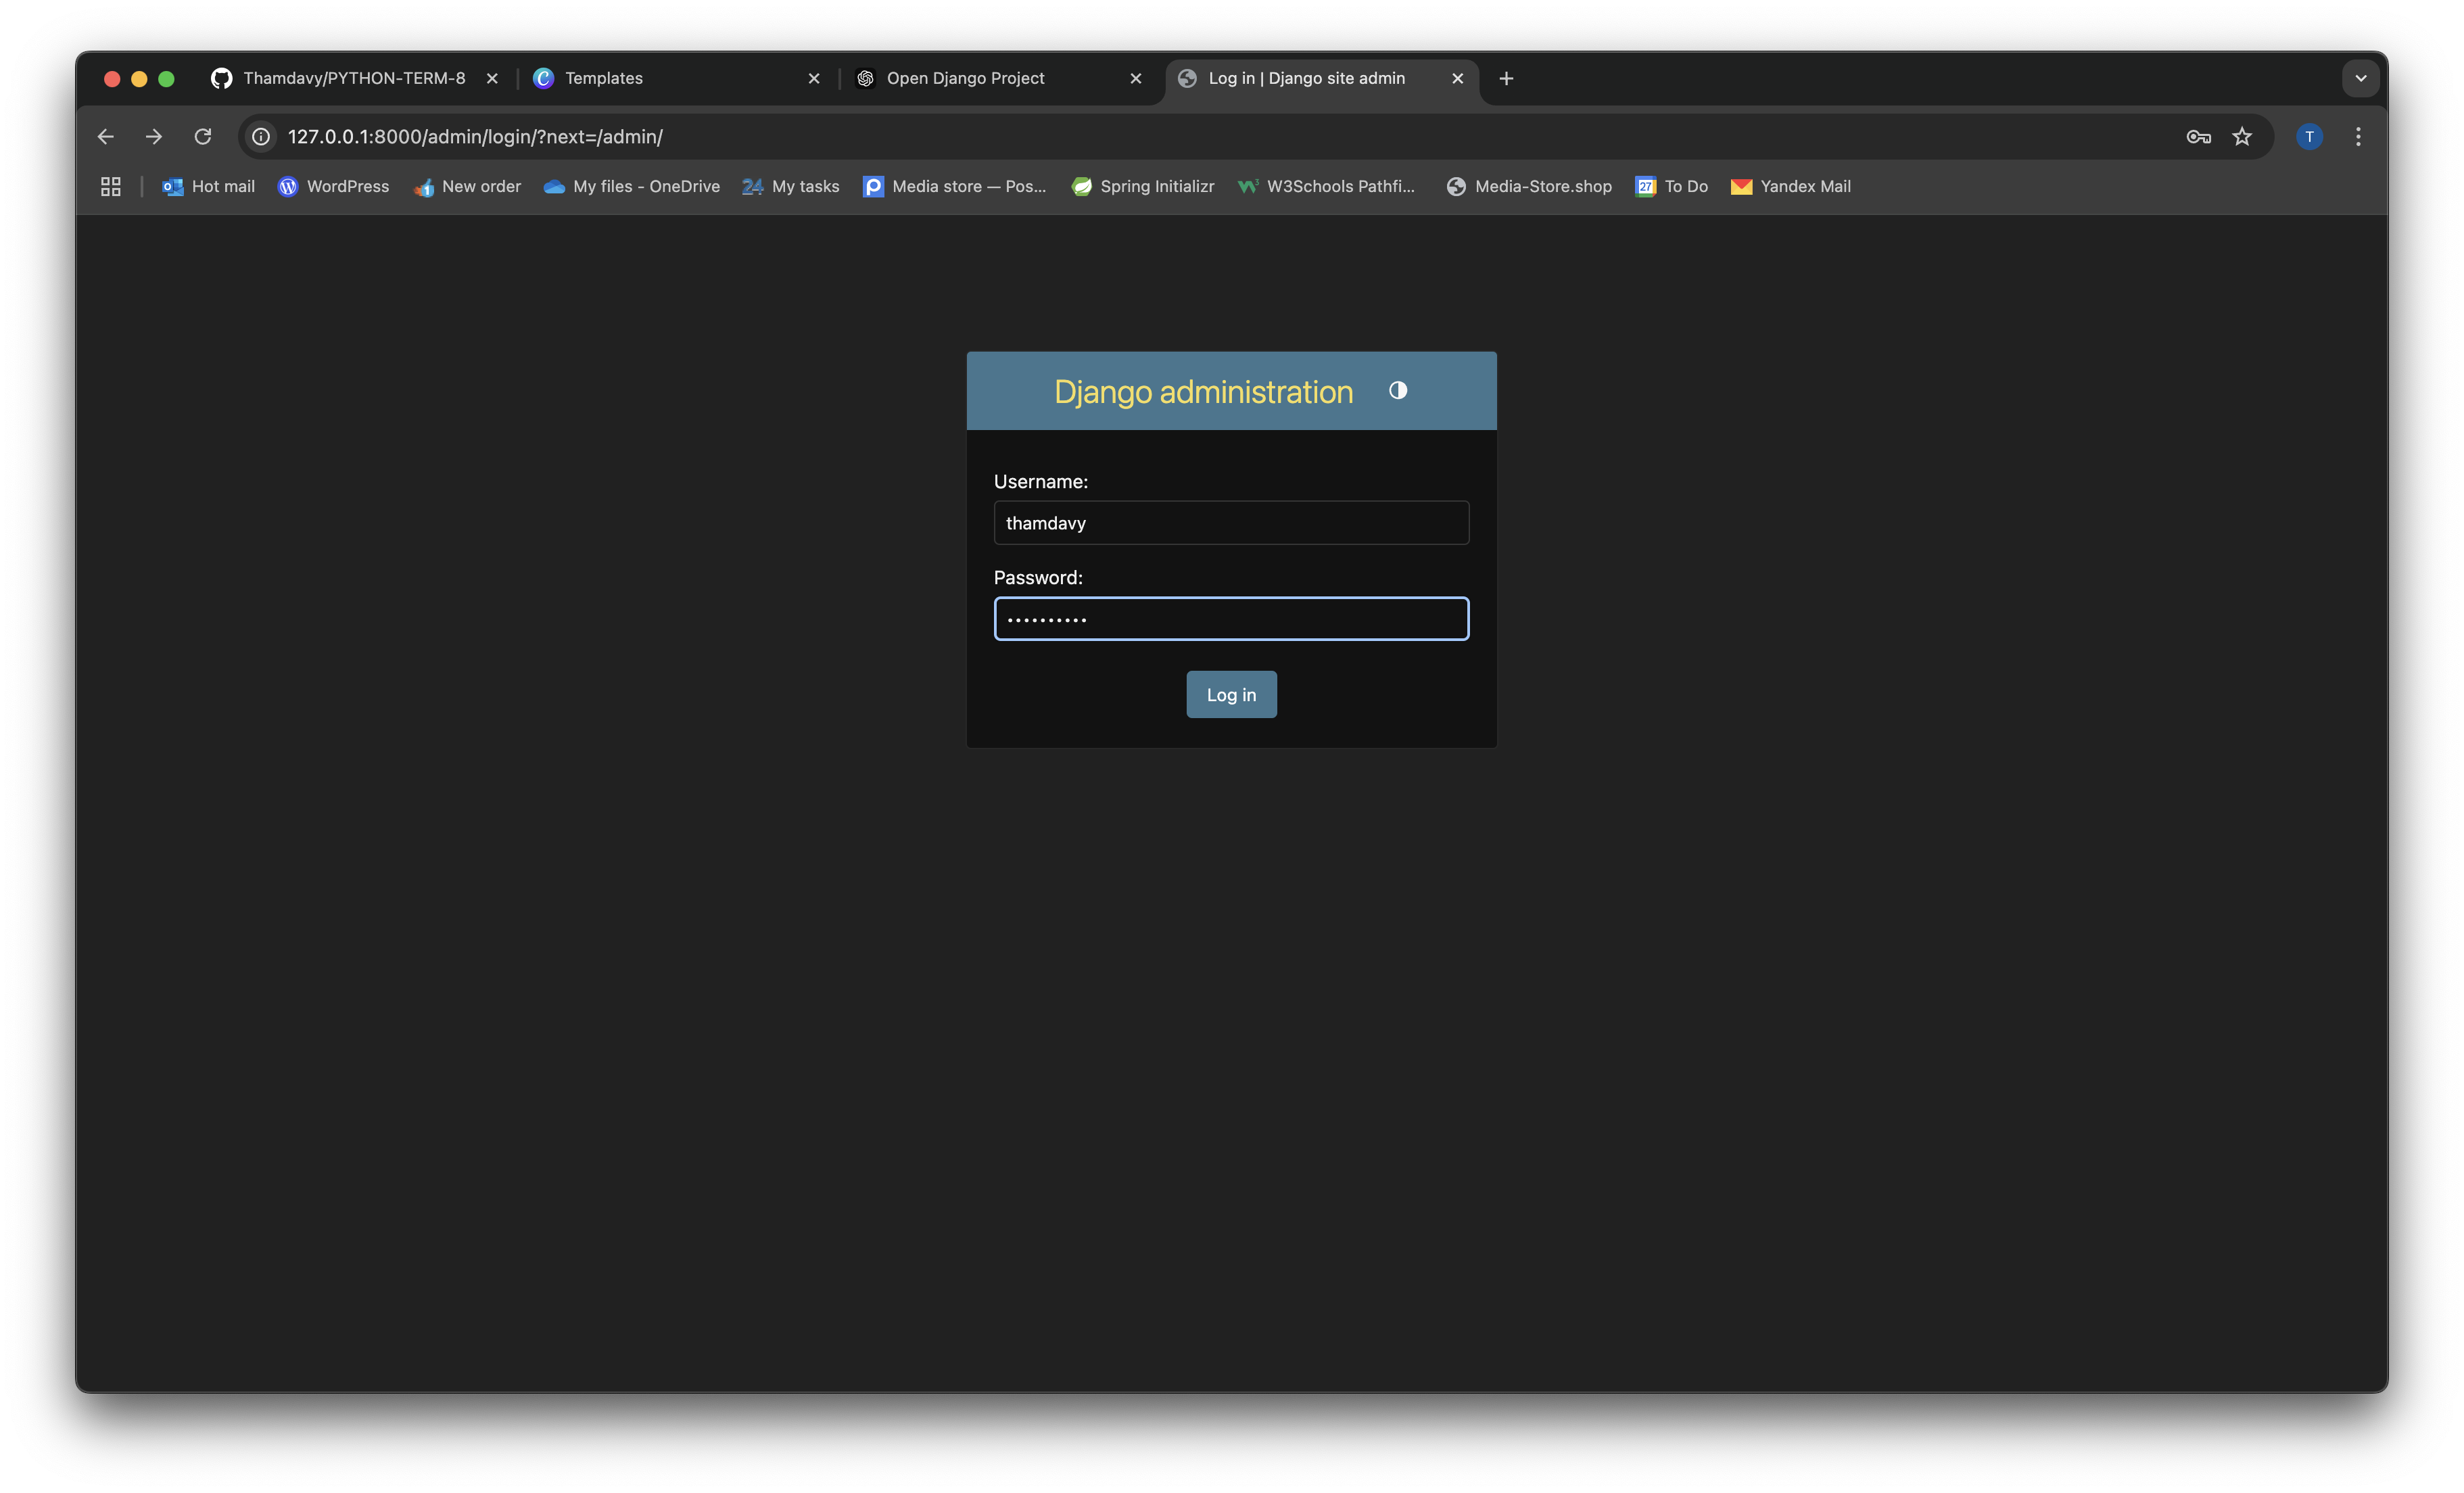 Thamdavy/PYTHON-TERM-8
Templates
Open Django Project
Log in | Django site admin
127.0.0.1:8000/admin/login/?next=/admin/
T
Hot mail
WordPress
New order
My files - OneDrive
24 My tasks
Media store — Pos...
Spring Initializr
W3Schools Pathfi...
Media-Store.shop
27 To Do
Yandex Mail
Django administration
Username:
thamdavy
Password:
••••••••••
Log in